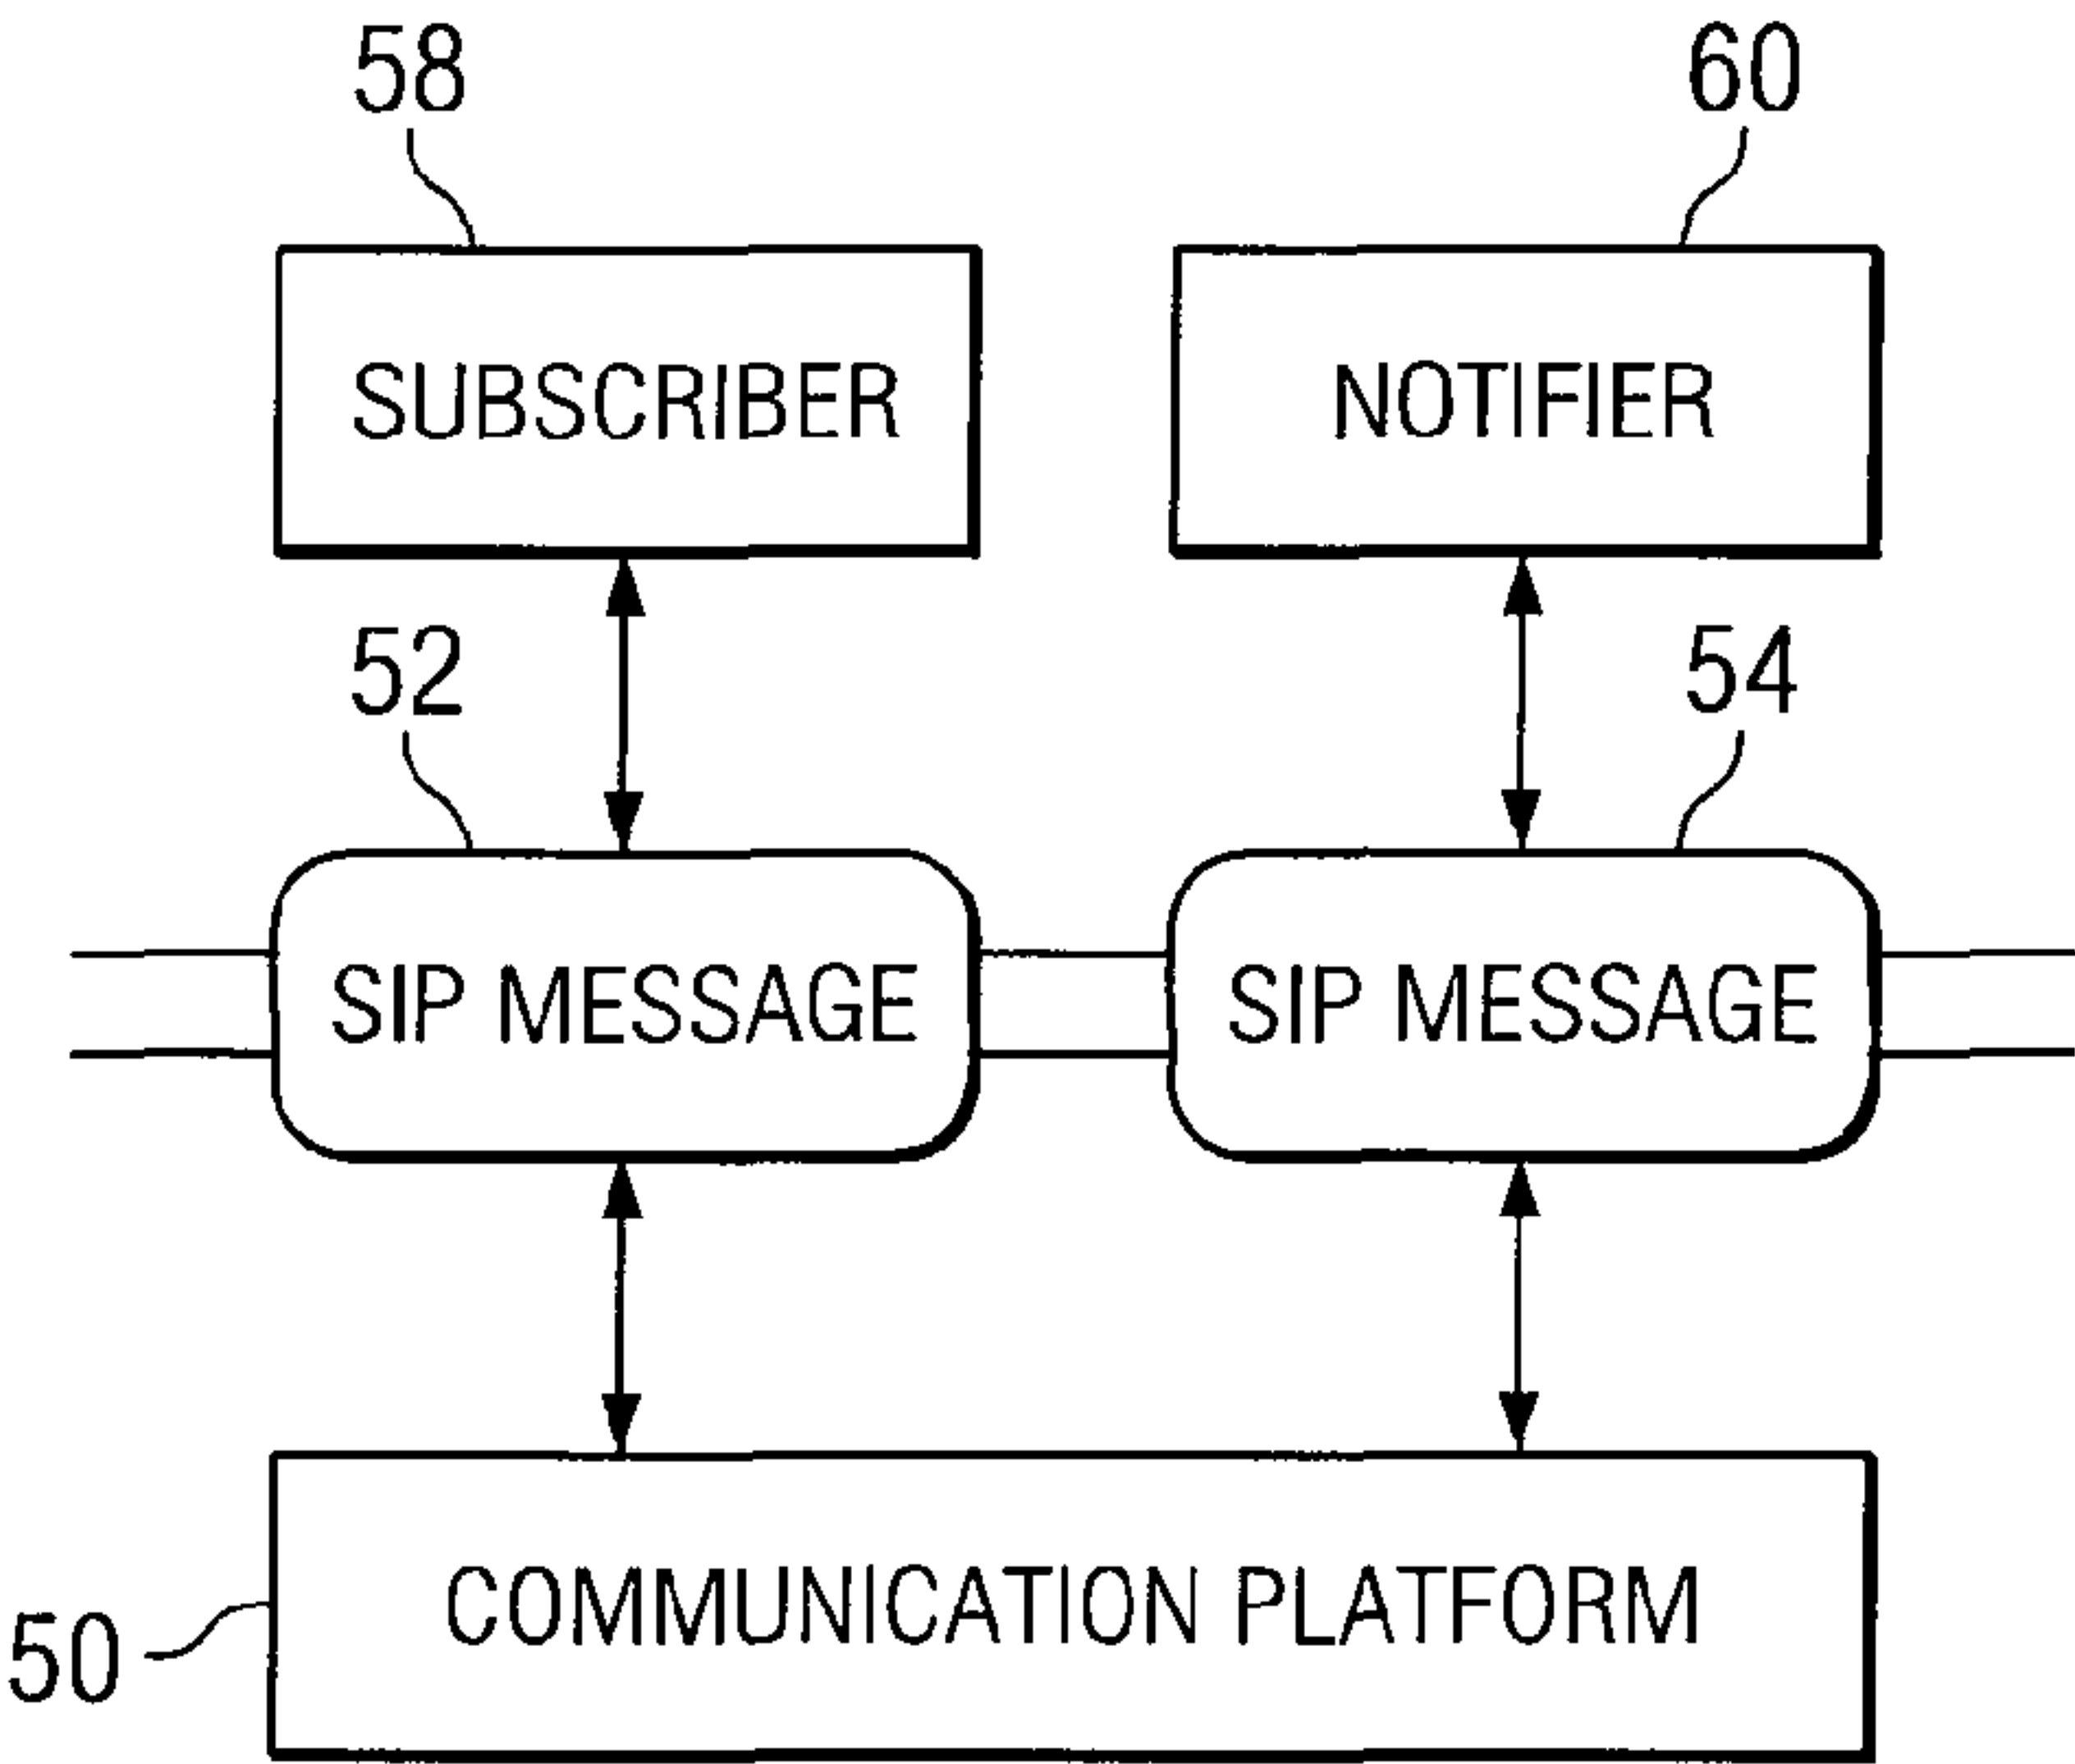 58
60
SUBSCRIBER
NOTIFIER
52
54
SIP MESSAGE
SIP MESSAGE
COMMUNICATION PLATFORM
50